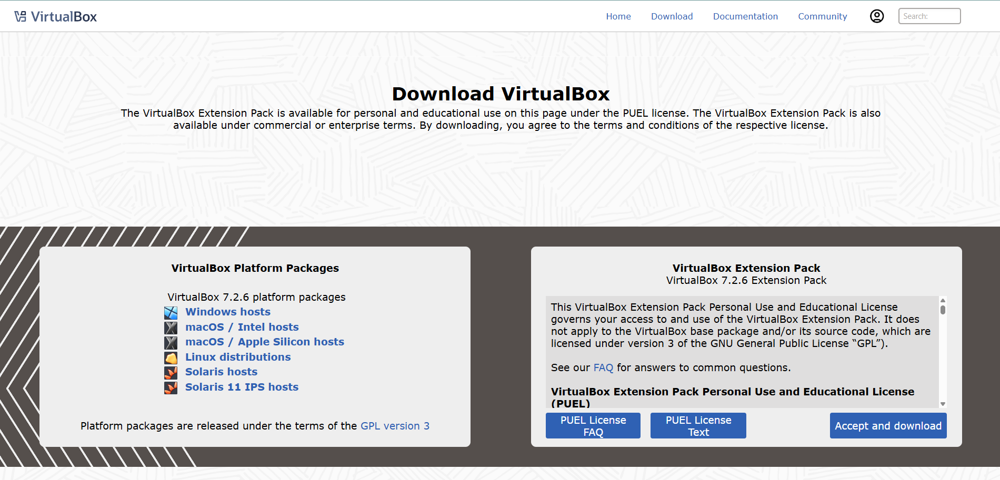 VirtualBox
Home
Download
Documentation
Community
Search:
Download VirtualBox
The VirtualBox Extension Pack is available for personal and educational use on this page under the PUEL license. The VirtualBox Extension Pack is also
available under commercial or enterprise terms. By downloading, you agree to the terms and conditions of the respective license.
VirtualBox Platform Packages
VirtualBox 7.2.6 platform packages
Windows hosts
macOS / Intel hosts
macOS / Apple Silicon hosts
Linux distributions
Solaris hosts
Solaris 11 IPS hosts
Platform packages are released under the terms of the GPL version 3
VirtualBox Extension Pack
VirtualBox 7.2.6 Extension Pack
This VirtualBox Extension Pack Personal Use and Educational License
governs your access to and use of the VirtualBox Extension Pack. It does
not apply to the VirtualBox base package and/or its source code, which are
licensed under version 3 of the GNU General Public License “GPL”).
See our FAQ for answers to common questions.
VirtualBox Extension Pack Personal Use and Educational License
(PUEL)
PUEL License
FAQ
PUEL License
Text
Accept and download